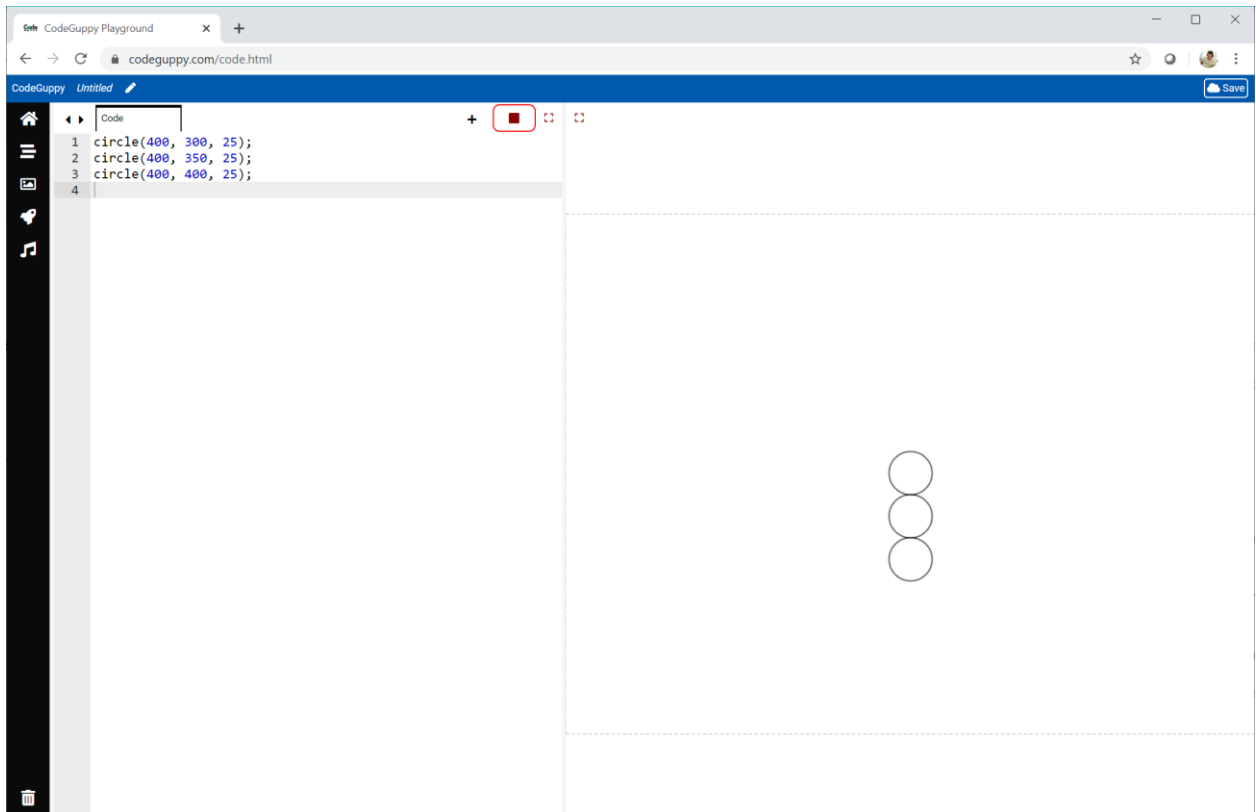 CodeGuppy Playground
codeguppy.com/code.html
CodeGuppy Untitled Save
Code
1 circle(400, 300, 25);
2 circle(400, 350, 25);
3 circle(400, 400, 25);
4